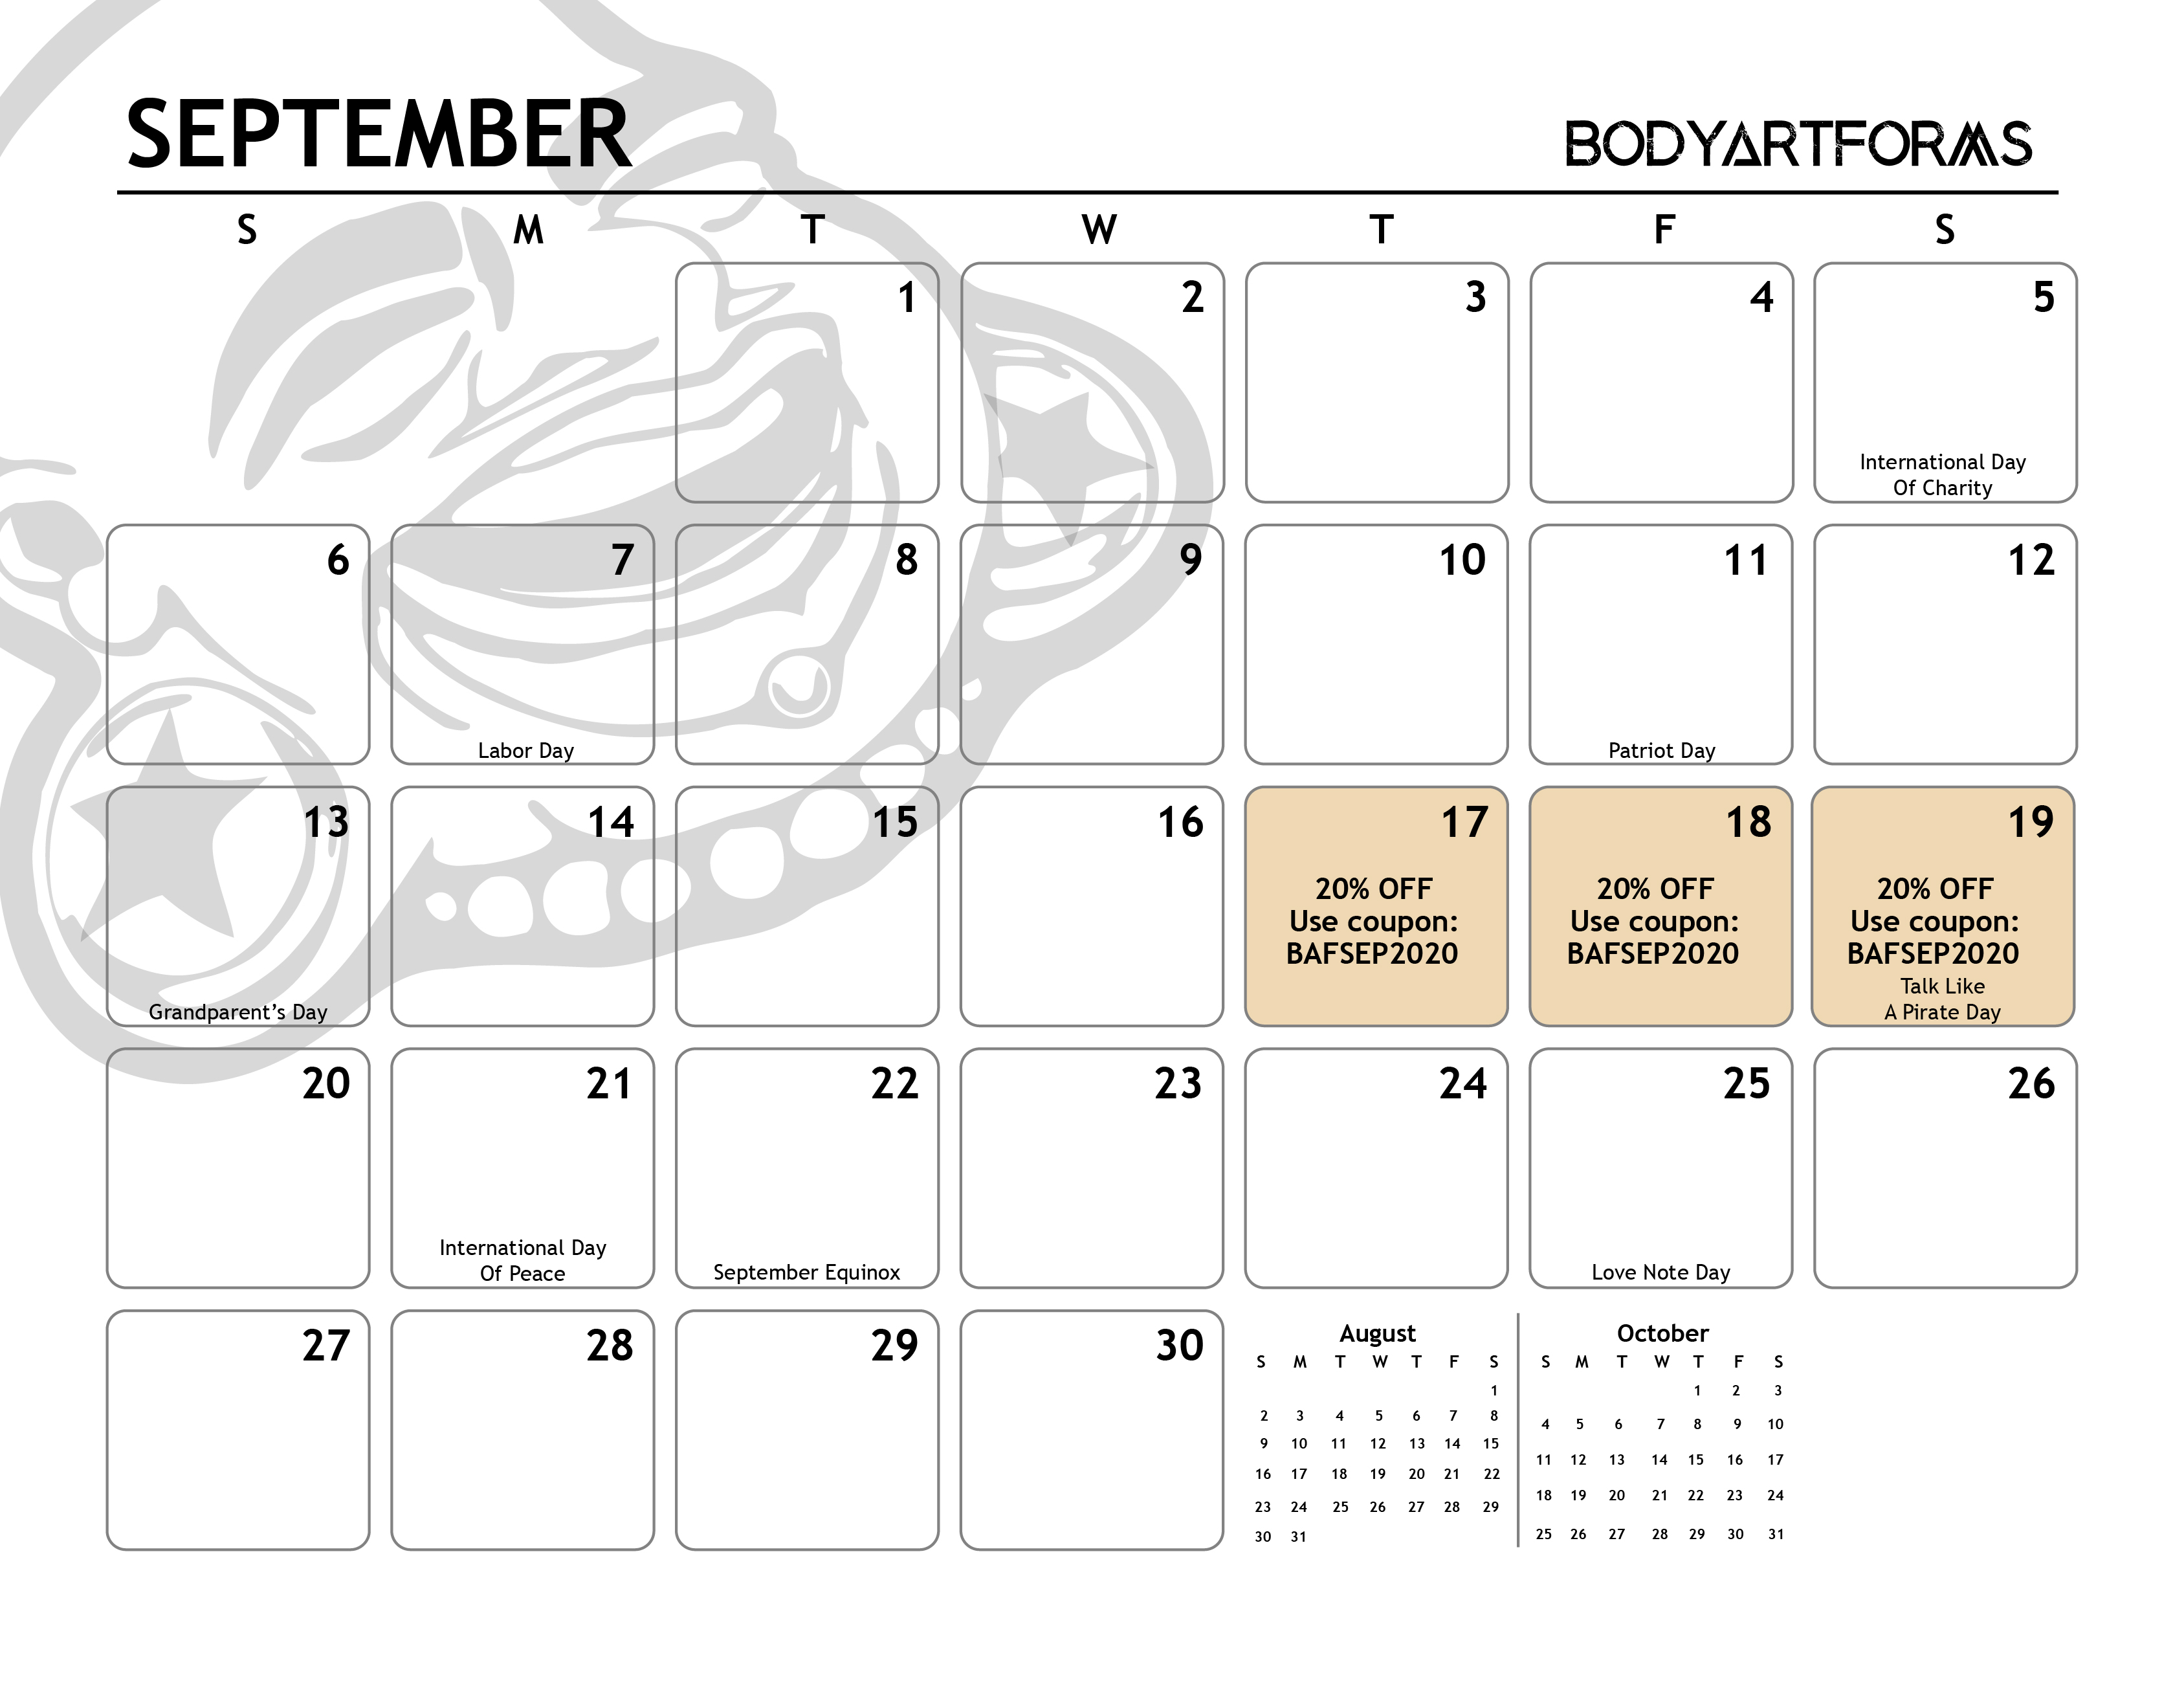 SEPTEMBER
BODYARTFORMS
S M T W T F S
1 2 3 4 5
International Day
Of Charity
6 7 8 9 10 11 12
Labor Day Patriot Day
13 14 15 16 17 18 19
20% OFF 20% OFF 20% OFF
Use coupon: Use coupon: Use coupon:
BAFSEP2020 BAFSEP2020 BAFSEP2020
Talk Like
Grandparent’s Day A Pirate Day
20 21 22 23 24 25 26
International Day
Of Peace September Equinox Love Note Day
27 28 29 30
August
S M T W T F S
1
2 3 4 5 6 7 8
9 10 11 12 13 14 15
16 17 18 19 20 21 22
23 24 25 26 27 28 29
30 31
October
S M T W T F S
1 2 3
4 5 6 7 8 9 10
11 12 13 14 15 16 17
18 19 20 21 22 23 24
25 26 27 28 29 30 31